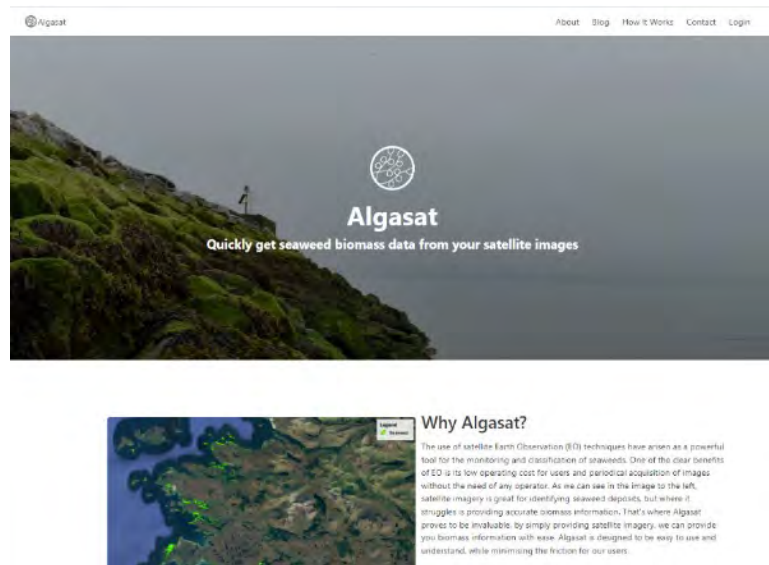 Algasat
About Blog How It Works Contact Login
Algasat
Quickly get seaweed biomass data from your satellite images
Legend
Seaweed
Why Algasat?
The use of satellite Earth Observation (EO) techniques have arisen as a powerful
tool for the monitoring and classification of seaweeds. One of the clear benefits
of EO is its low operating cost for users and periodical acquisition of images
without the need of any operator. As we can see in the image to the left,
satellite imagery is great for identifying seaweed deposits, but where it
struggles is providing accurate biomass information. That's where Algasat
proves to be invaluable, by simply providing satellite imagery, we can provide
you biomass information with ease. Algasat is designed to be easy to use and
understand, while minimising the friction for our users.